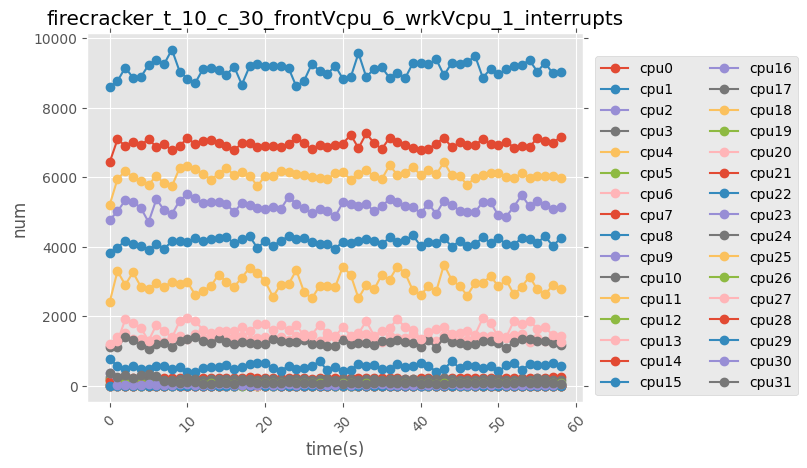 firecracker_t_10_c_30_frontVcpu_6_wrkVcpu_1_interrupts
10000
8000
6000
4000
2000
0
num
0
10
20
30
40
50
60
time(s)
cpu0
cpu1
cpu2
cpu3
cpu4
cpu5
cpu6
cpu7
cpu8
cpu9
cpu10
cpu11
cpu12
cpu13
cpu14
cpu15
cpu16
cpu17
cpu18
cpu19
cpu20
cpu21
cpu22
cpu23
cpu24
cpu25
cpu26
cpu27
cpu28
cpu29
cpu30
cpu31